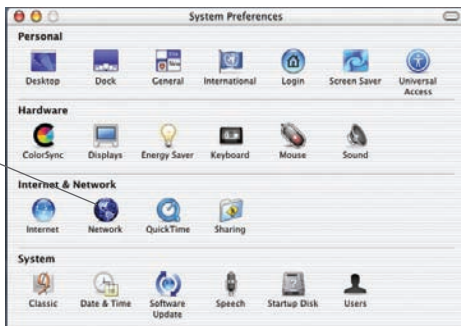 System Preferences
Personal
Desktop Dock General International Login Screen Saver Universal Access
Hardware
ColorSync Displays Energy Saver Keyboard Mouse Sound
Internet & Network
Internet Network QuickTime Sharing
System
Classic Date & Time Software Update Speech Startup Disk Users